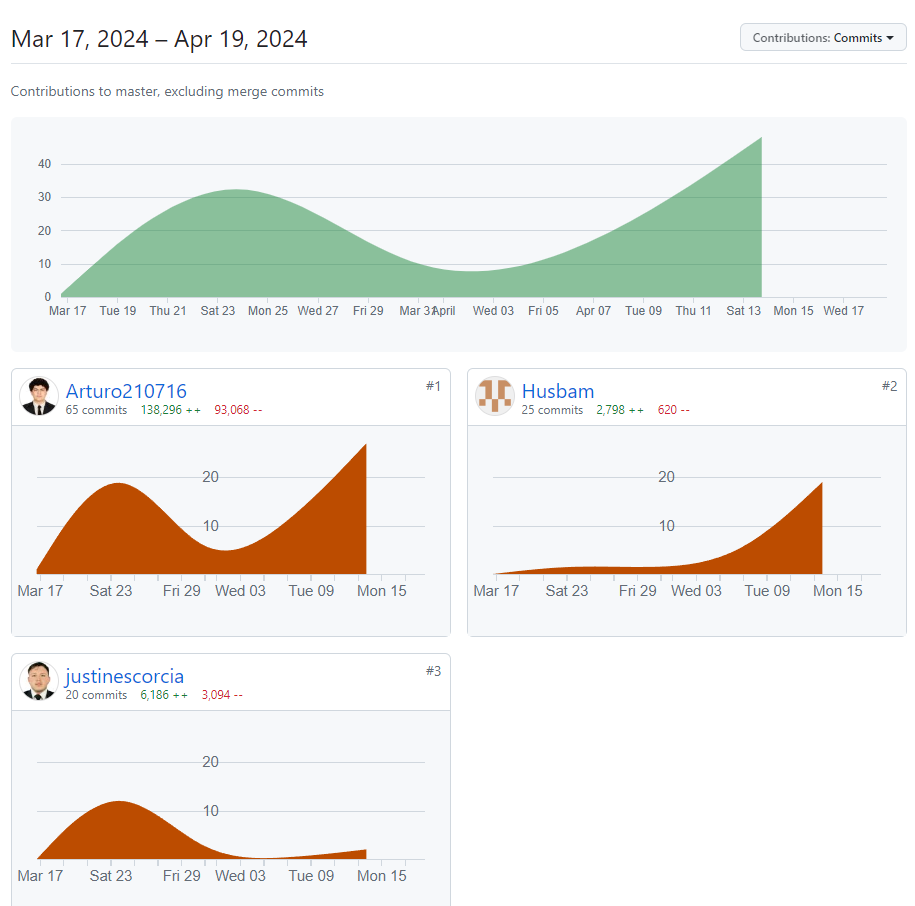 Mar 17, 2024 – Apr 19, 2024
Contributions: Commits
Contributions to master, excluding merge commits
40
30
20
10
0
Mar 17 Tue 19 Thu 21 Sat 23 Mon 25 Wed 27 Fri 29 Mar 31 April Wed 03 Fri 05 Apr 07 Tue 09 Thu 11 Sat 13 Mon 15 Wed 17
Arturo210716 #1
65 commits 138,296 ++ 93,068 --
20
10
Mar 17 Sat 23 Fri 29 Wed 03 Tue 09 Mon 15
Husbam #2
25 commits 2,798 ++ 620 --
20
10
Mar 17 Sat 23 Fri 29 Wed 03 Tue 09 Mon 15
justinescorcia #3
20 commits 6,186 ++ 3,094 --
20
10
Mar 17 Sat 23 Fri 29 Wed 03 Tue 09 Mon 15